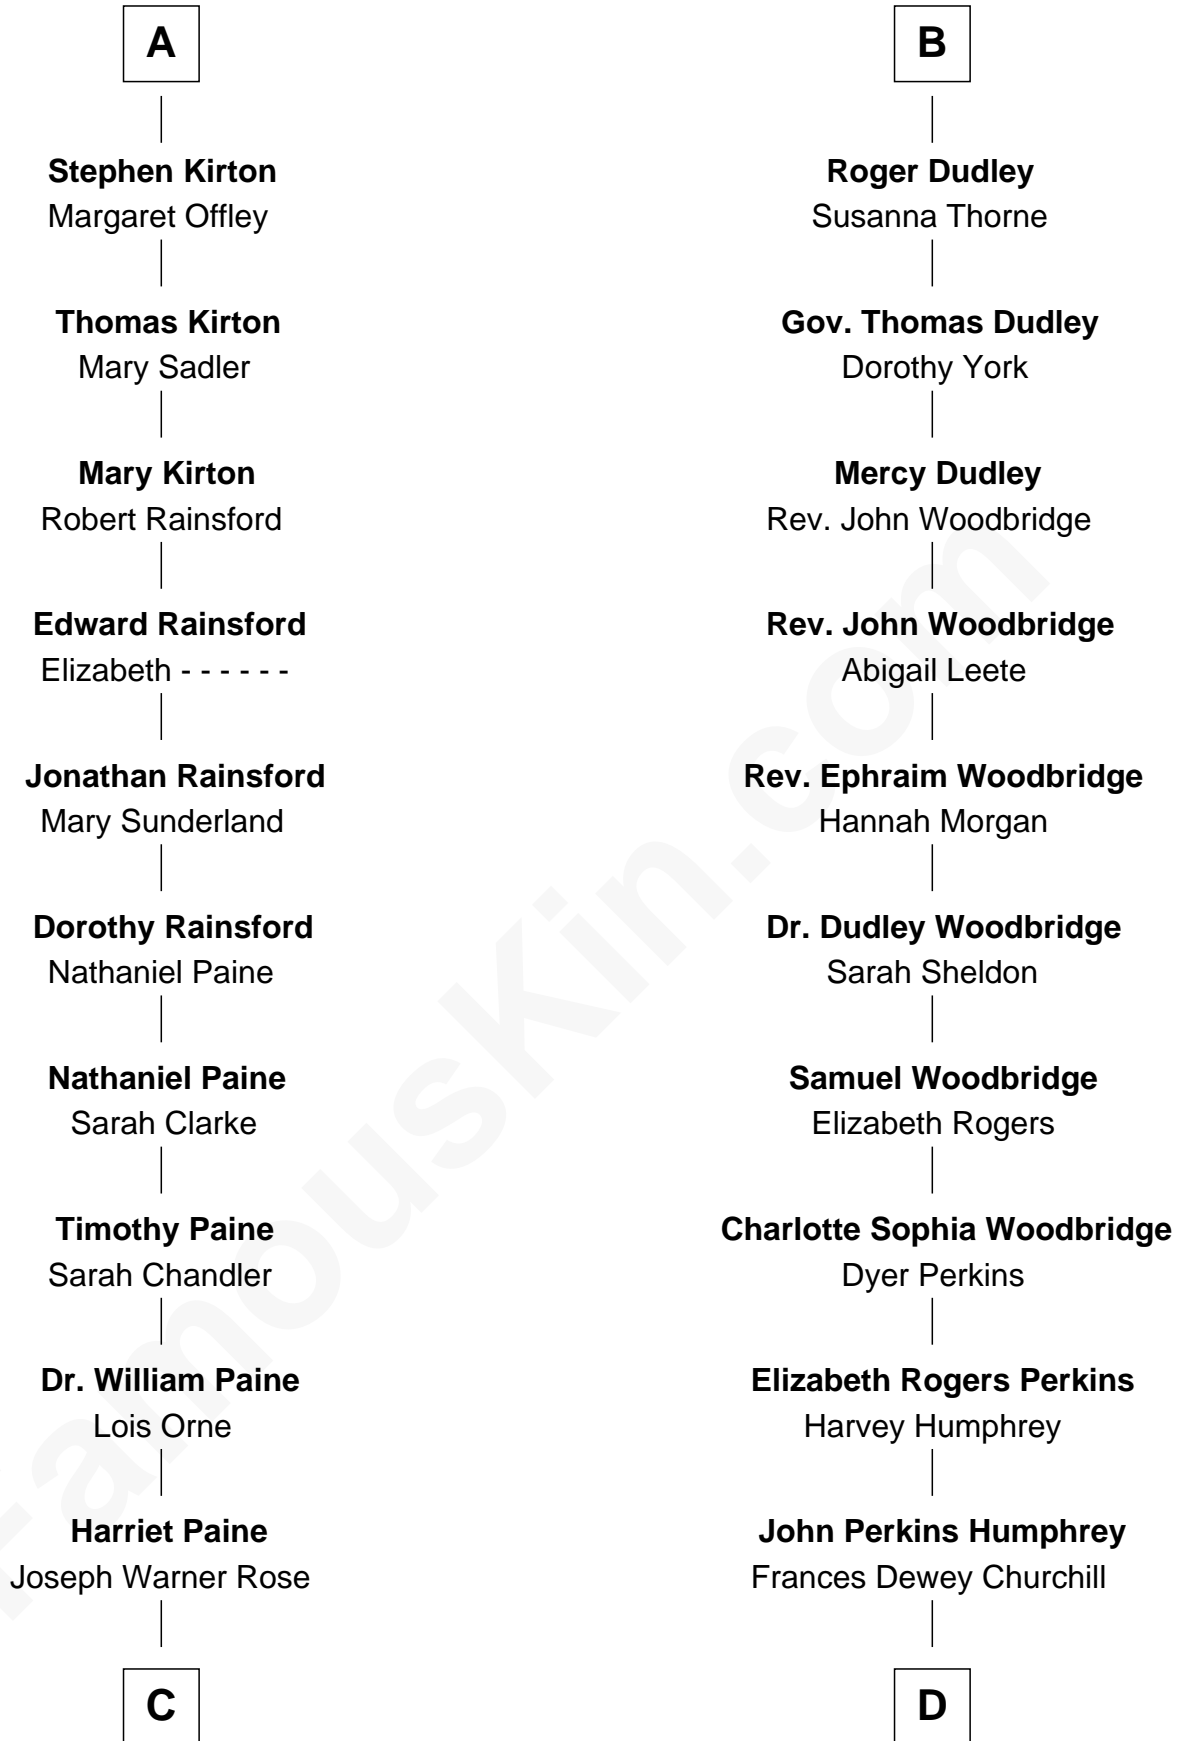 A
Stephen Kirton
Margaret Offley
Thomas Kirton
Mary Sadler
Mary Kirton
Robert Rainsford
Edward Rainsford
Elizabeth - - - - - -
Jonathan Rainsford
Mary Sunderland
Dorothy Rainsford
Nathaniel Paine
Nathaniel Paine
Sarah Clarke
Timothy Paine
Sarah Chandler
Dr. William Paine
Lois Orne
Harriet Paine
Joseph Warner Rose
C
B
Roger Dudley
Susanna Thorne
Gov. Thomas Dudley
Dorothy York
Mercy Dudley
Rev. John Woodbridge
Rev. John Woodbridge
Abigail Leete
Rev. Ephraim Woodbridge
Hannah Morgan
Dr. Dudley Woodbridge
Sarah Sheldon
Samuel Woodbridge
Elizabeth Rogers
Charlotte Sophia Woodbridge
Dyer Perkins
Elizabeth Rogers Perkins
Harvey Humphrey
John Perkins Humphrey
Frances Dewey Churchill
D
FamousKin.com